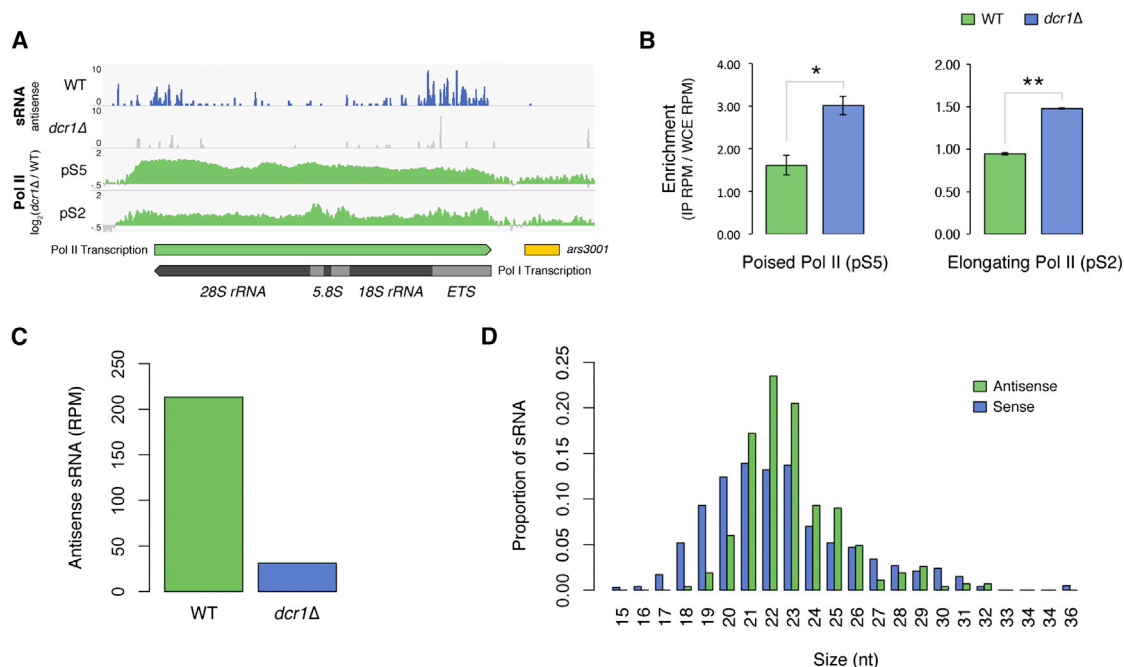 WT
dcr1Δ
A
sRNA
antisense
WT
10
0
dcr1Δ
10
0
Pol II
log2(dcr1Δ / WT)
pS5
2
-.5
pS2
2
-.5
Pol II Transcription
ars3001
Pol I Transcription
28S rRNA
5.8S
18S rRNA
ETS
B
Enrichment
(IP RPM / WCE RPM)
4.00
3.00
2.00
1.00
0.00
*
Poised Pol II (pS5)
2.00
1.50
1.00
0.50
0.00
**
Elongating Pol II (pS2)
C
Antisense sRNA (RPM)
250
200
150
100
50
0
WT
dcr1Δ
D
Proportion of sRNA
0.25
0.20
0.15
0.10
0.05
0.00
Antisense
Sense
15 16 17 18 19 20 21 22 23 24 25 26 27 28 29 30 31 32 33 34 34 36
Size (nt)